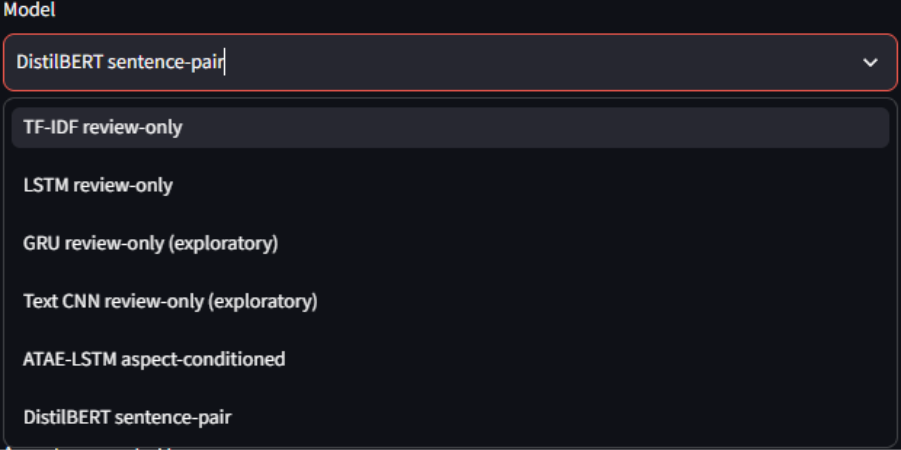 Model
DistilBERT sentence-pair
TF-IDF review-only
LSTM review-only
GRU review-only (exploratory)
Text CNN review-only (exploratory)
ATAE-LSTM aspect-conditioned
DistilBERT sentence-pair